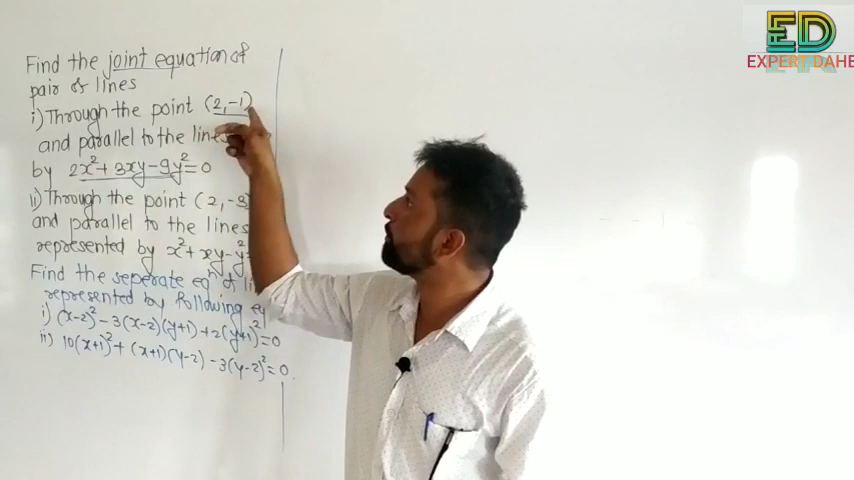 Find the joint equation of
pair of lines
i) Through the point (2,-1)
and parallel to the lines
by 2x²+3xy-9y²=0
ii) Through the point (2,-3)
and parallel to the lines
represented by x²+xy-y²=
Find the seperate eqn of li
represented by following eq
i) (x-2)²-3(x-2)(y+1)+2(y+1)²=0
ii) 10(x+1)²+(x+1)(y-2)-3(y-2)²=0.
ED
EXPERT DAHE